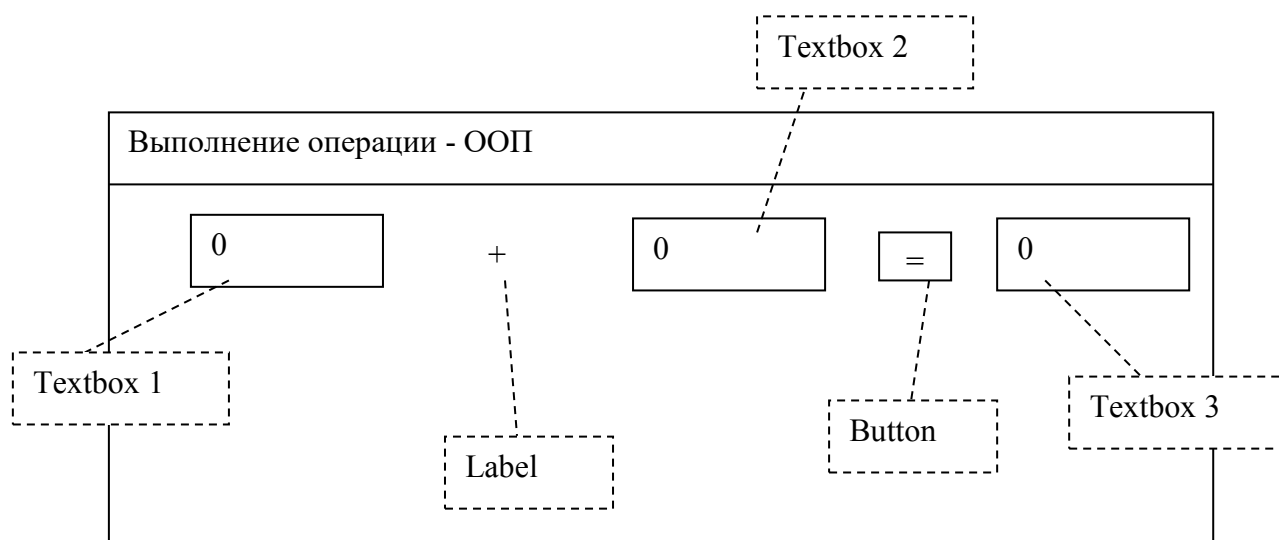 Textbox 2
Выполнение операции - ООП
0 + 0 = 0
Textbox 1
Textbox 3
Button
Label